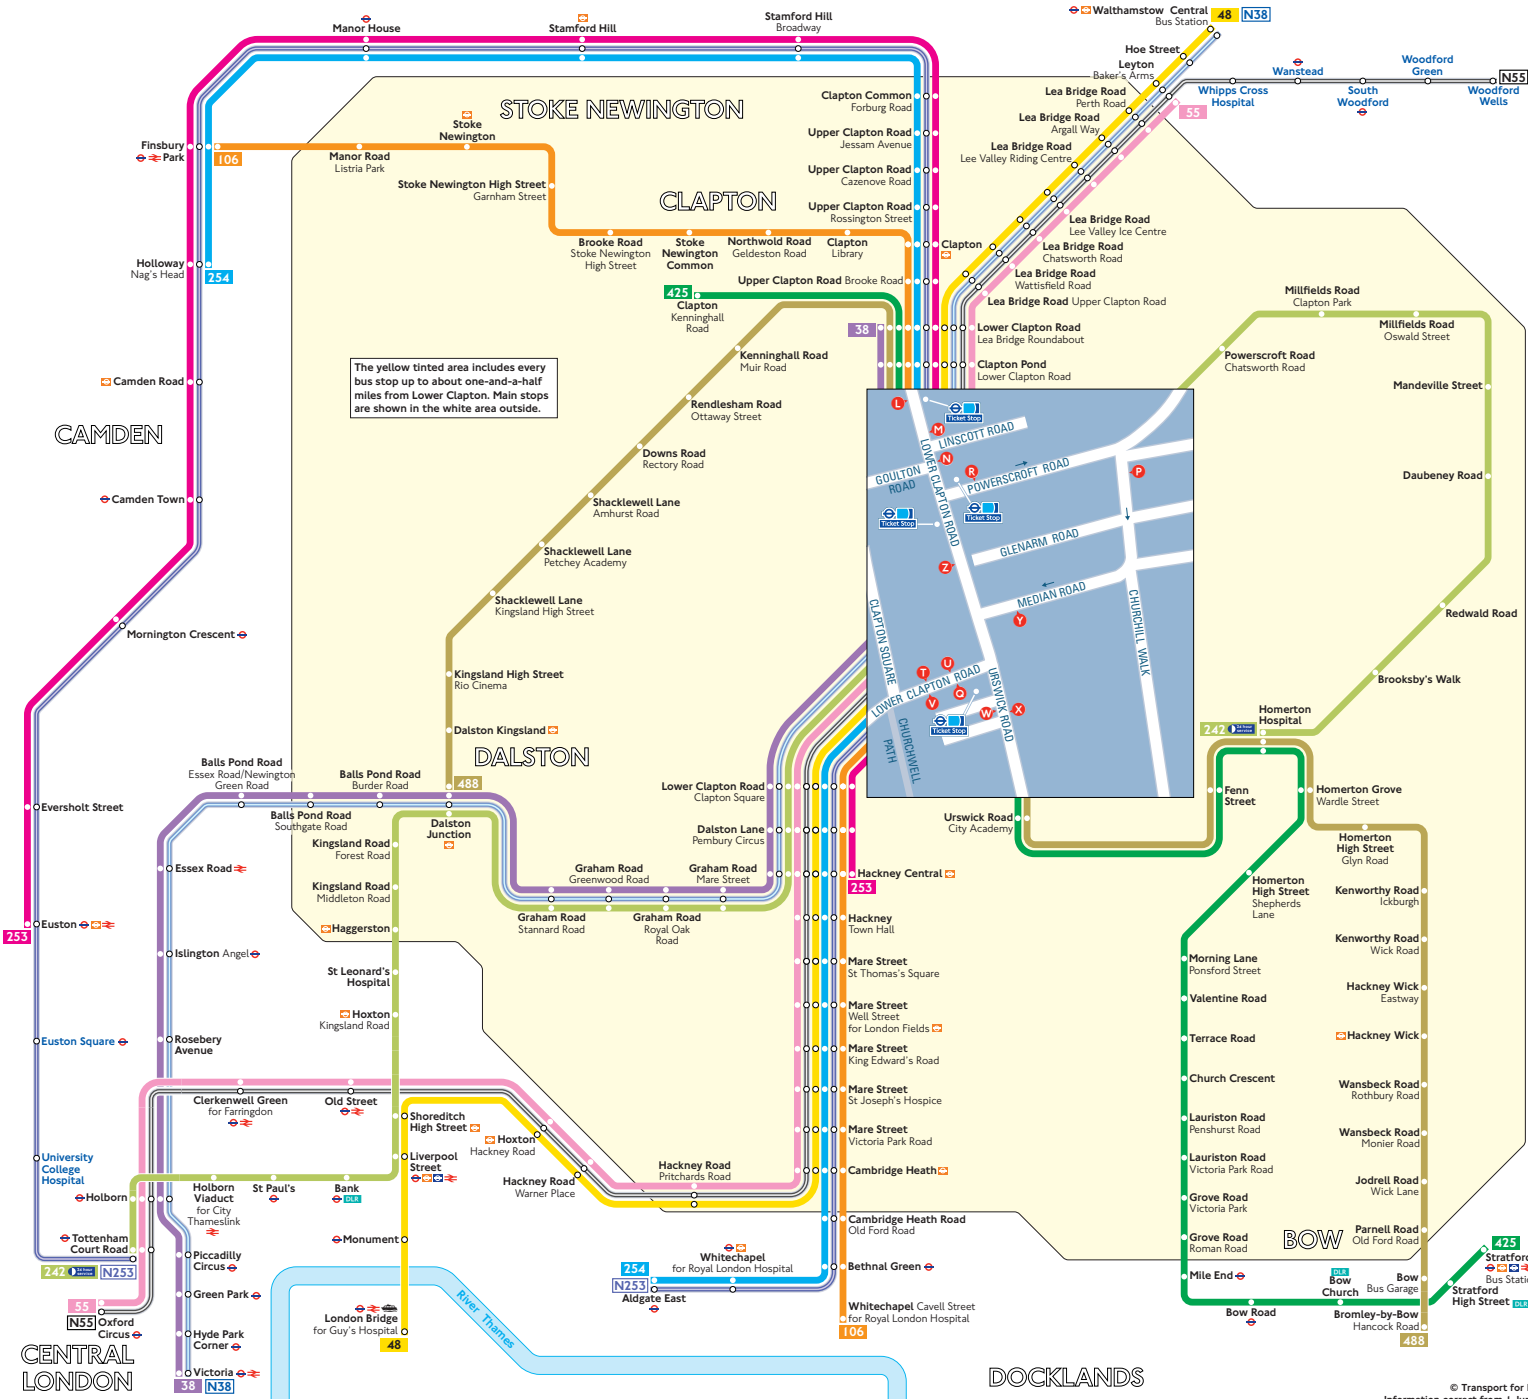 Manor House
Stamford Hill
Stamford Hill
Broadway
Walthamstow Central
Bus Station
48
N38
Hoe Street
Leyton
Baker's Arms
Lea Bridge Road
Perth Road
Lea Bridge Road
Argall Way
Lea Bridge Road
Lee Valley Riding Centre
Whipps Cross
Hospital
Wanstead
South
Woodford
Woodford
Green
N55
Woodford
Wells
55
STOKE NEWINGTON
Clapton Common
Forburg Road
Upper Clapton Road
Jessam Avenue
Upper Clapton Road
Cazenove Road
Upper Clapton Road
Rossington Street
Finsbury
Park
106
Manor Road
Listria Park
Stoke
Newington
Stoke Newington High Street
Garnham Street
CLAPTON
Brooke Road
Stoke Newington
High Street
Stoke
Newington
Common
Northwold Road
Geldeston Road
Clapton
Library
Clapton
Upper Clapton Road Brooke Road
Lea Bridge Road
Lee Valley Ice Centre
Lea Bridge Road
Chatsworth Road
Lea Bridge Road
Wattisfield Road
Lea Bridge Road Upper Clapton Road
Holloway
Nag's Head
254
425
Clapton
Kenninghall
Road
38
Lower Clapton Road
Lea Bridge Roundabout
Clapton Pond
Lower Clapton Road
Millfields Road
Clapton Park
Millfields Road
Oswald Street
Powerscroft Road
Chatsworth Road
Mandeville Street
Daubeney Road
Redwald Road
Brooksby's Walk
Homerton
Hospital
242
24 hour
service
The yellow tinted area includes every
bus stop up to about one-and-a-half
miles from Lower Clapton. Main stops
are shown in the white area outside.
Kenninghall Road
Muir Road
Rendlesham Road
Ottaway Street
Downs Road
Rectory Road
Shacklewell Lane
Amhurst Road
Shacklewell Lane
Petchey Academy
Shacklewell Lane
Kingsland High Street
Kingsland High Street
Rio Cinema
Dalston Kingsland
DALSTON
488
Camden Road
CAMDEN
Camden Town
Mornington Crescent
L
Ticket Stop
M
LINSCOTT ROAD
N
GOULTON
ROAD
LOWER CLAPTON ROAD
R
POWERSCROFT ROAD
P
Ticket Stop
Ticket Stop
GLENARM ROAD
Z
MEDIAN ROAD
Y
CLAPTON SQUARE
CHURCHILL WALK
T
U
LOWER CLAPTON ROAD
URSWICK ROAD
V
Q
W
X
Ticket Stop
CHURCHWELL
PATH
Balls Pond Road
Essex Road/Newington
Green Road
Balls Pond Road
Burder Road
Balls Pond Road
Southgate Road
Dalston
Junction
Lower Clapton Road
Clapton Square
Dalston Lane
Pembury Circus
Graham Road
Greenwood Road
Graham Road
Mare Street
Graham Road
Stannard Road
Graham Road
Royal Oak
Road
Hackney Central
253
Urswick Road
City Academy
Fenn
Street
Homerton Grove
Wardle Street
Homerton
High Street
Glyn Road
Homerton
High Street
Shepherds
Lane
Kenworthy Road
Ickburgh
Kenworthy Road
Wick Road
Hackney Wick
Eastway
Hackney Wick
Wansbeck Road
Rothbury Road
Wansbeck Road
Monier Road
Jodrell Road
Wick Lane
Parnell Road
Old Ford Road
Bow
Bus Garage
Bromley-by-Bow
Hancock Road
488
Morning Lane
Ponsford Street
Valentine Road
Terrace Road
Church Crescent
Lauriston Road
Penshurst Road
Lauriston Road
Victoria Park Road
Grove Road
Victoria Park
Grove Road
Roman Road
BOW
Mile End
Bow Road
DLR
Bow
Church
425
Stratford
Bus Statio
Stratford
High Street DLR
Hackney
Town Hall
Mare Street
St Thomas's Square
Mare Street
Well Street
for London Fields
Mare Street
King Edward's Road
Mare Street
St Joseph's Hospice
Mare Street
Victoria Park Road
Cambridge Heath
Cambridge Heath Road
Old Ford Road
Bethnal Green
Whitechapel Cavell Street
for Royal London Hospital
106
Whitechapel
for Royal London Hospital
254
N253
Aldgate East
Hackney Road
Pritchards Road
Hackney Road
Warner Place
Hoxton
Hackney Road
Kingsland Road
Forest Road
Kingsland Road
Middleton Road
Haggerston
St Leonard's
Hospital
Hoxton
Kingsland Road
Shoreditch
High Street
Liverpool
Street
Monument
London Bridge
for Guy's Hospital
48
River Thames
Eversholt Street
Euston
253
Euston Square
University
College
Hospital
Essex Road
Islington Angel
Rosebery
Avenue
Clerkenwell Green
for Farringdon
Old Street
Holborn
Holborn
Viaduct
for City
Thameslink
St Paul's
Bank
DLR
Tottenham
Court Road
242
24 hour
service
N253
55
N55
Oxford
Circus
Piccadilly
Circus
Green Park
Hyde Park
Corner
Victoria
38
N38
CENTRAL
LONDON
DOCKLANDS
© Transport for